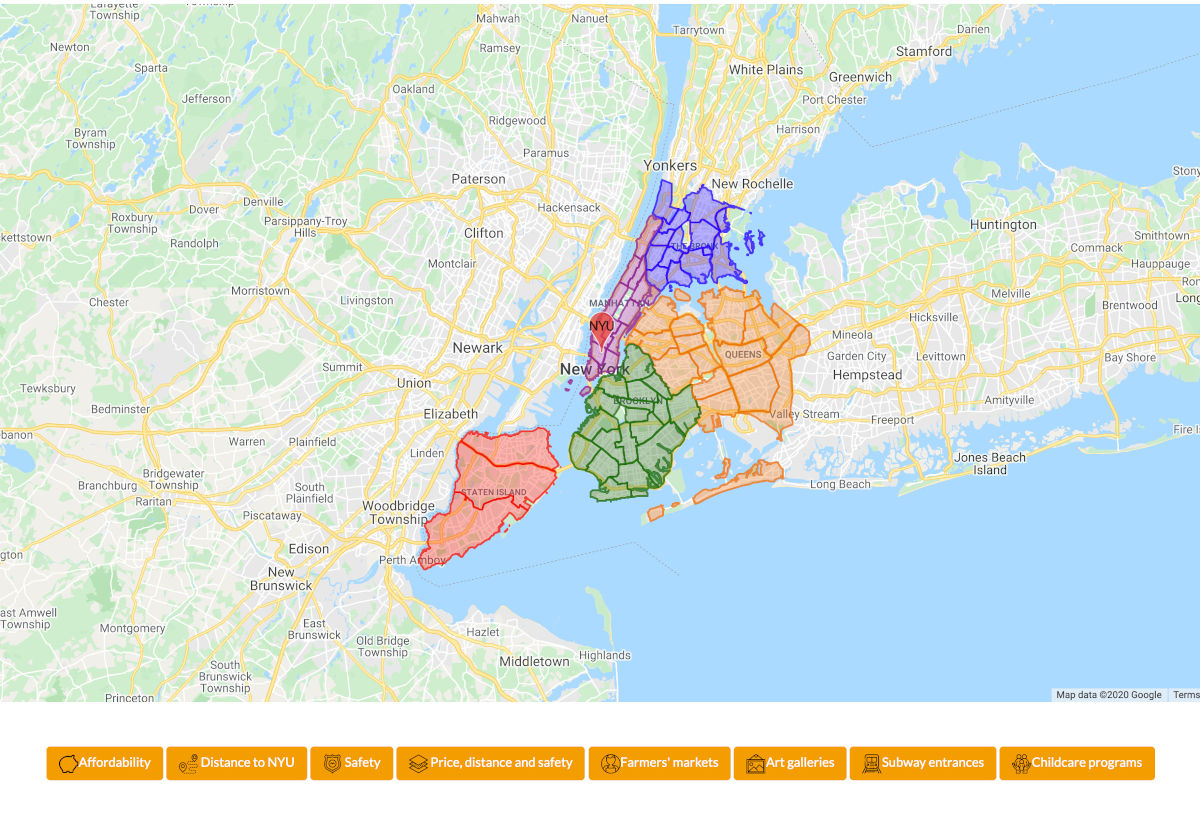 Lafayette
Township
Mahwah
Nanuet
Tarrytown
Darien
Newton
Ramsey
Stamford
Sparta
White Plains
Greenwich
Oakland
Port Chester
Jefferson
Ridgewood
Harrison
Byram
Township
Paramus
Yonkers
Stony
Paterson
New Rochelle
Denville
Hackensack
Dover
Roxbury
Township
Parsippany-Troy
Hills
Huntington
Clifton
Smithtown
ckettstown
Randolph
THE BRONX
Commack
Montclair
Hauppauge
Morristown
Melville
Ron
Chester
Livingston
MANHATTAN
Long
Brentwood
Hicksville
NYU
Mineola
Newark
QUEENS
Garden City
Levittown
Bay Shore
Summit
New York
Hempstead
Tewksbury
Union
BROOKLYN
Amityville
Bedminster
Elizabeth
Valley Stream
Freeport
Fire I
ebanon
Warren
Plainfield
Linden
Jones Beach
Island
Bridgewater
Township
Branchburg
Raritan
South
Plainfield
STATEN ISLAND
Long Beach
Woodbridge
Township
Piscataway
Edison
ngton
Perth Amboy
New
Brunswick
East Amwell
Township
Montgomery
East
Brunswick
Hazlet
Old Bridge
Township
Middletown
Highlands
South
Brunswick
Township
Princeton
Map data ©2020 Google
Terms
Affordability
Distance to NYU
Safety
Price, distance and safety
Farmers' markets
Art galleries
Subway entrances
Childcare programs